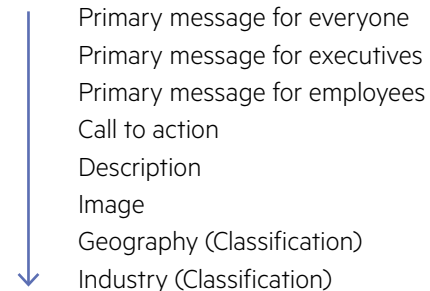 Primary message for everyone
Primary message for executives
Primary message for employees
Call to action
Description
Image
Geography (Classification)
Industry (Classification)